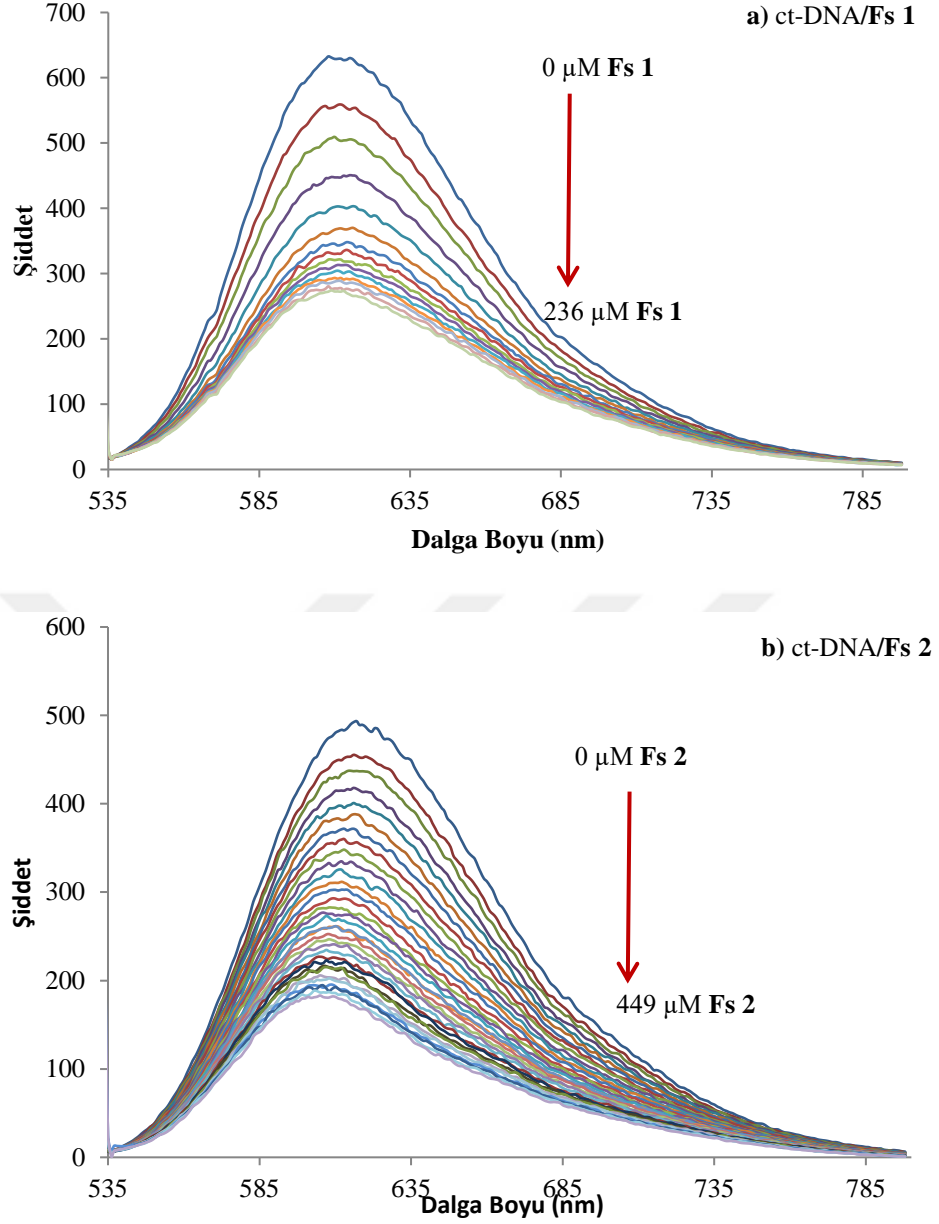 a) ct-DNA/Fs 1
700
600
500
400
300
200
100
0
Şiddet
0 µM Fs 1
236 µM Fs 1
535 585 635 685 735 785
Dalga Boyu (nm)
b) ct-DNA/Fs 2
600
500
400
300
200
100
0
Şiddet
0 µM Fs 2
449 µM Fs 2
535 585 635 685 735 785
Dalga Boyu (nm)